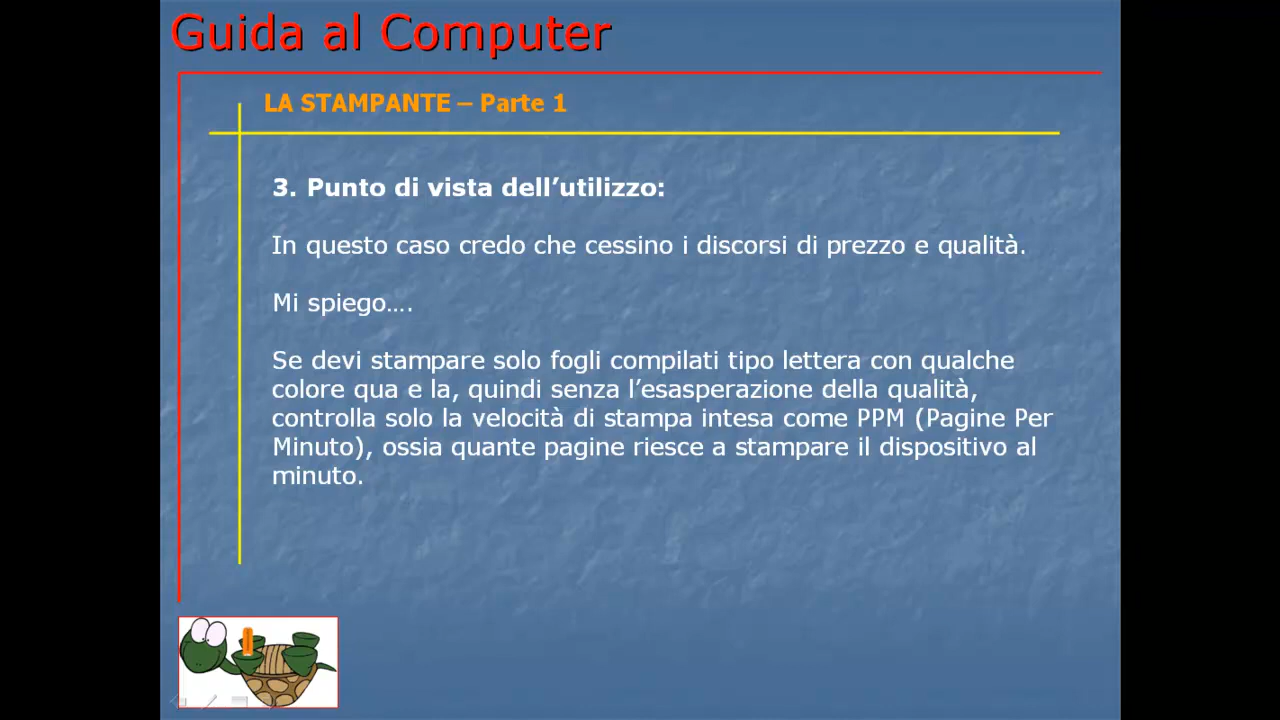 Guida al Computer
LA STAMPANTE – Parte 1
3. Punto di vista dell’utilizzo:
In questo caso credo che cessino i discorsi di prezzo e qualità.
Mi spiego….
Se devi stampare solo fogli compilati tipo lettera con qualche
colore qua e la, quindi senza l’esasperazione della qualità,
controlla solo la velocità di stampa intesa come PPM (Pagine Per
Minuto), ossia quante pagine riesce a stampare il dispositivo al
minuto.